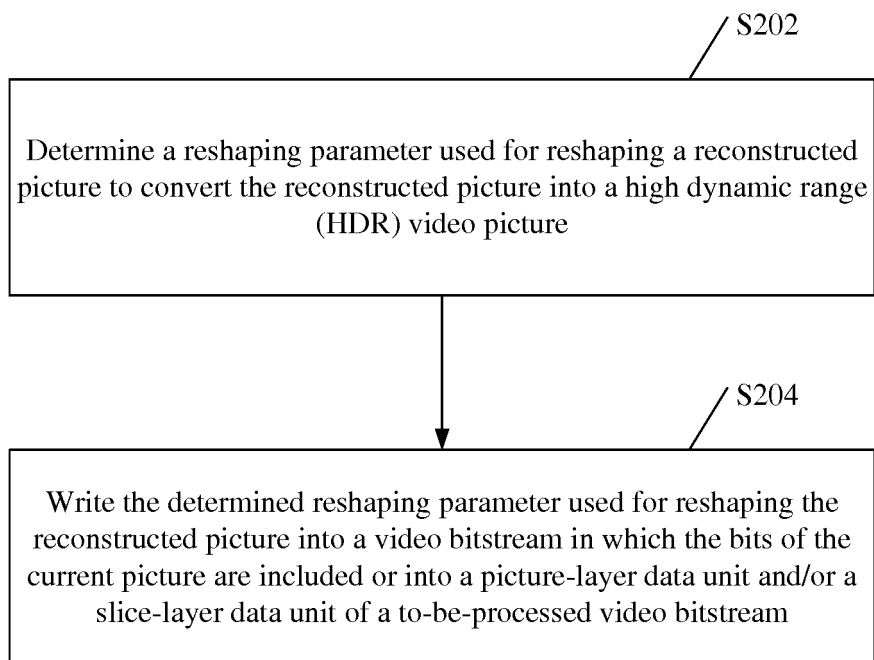 S202
Determine a reshaping parameter used for reshaping a reconstructed
picture to convert the reconstructed picture into a high dynamic range
(HDR) video picture
S204
Write the determined reshaping parameter used for reshaping the
reconstructed picture into a video bitstream in which the bits of the
current picture are included or into a picture-layer data unit and/or a
slice-layer data unit of a to-be-processed video bitstream